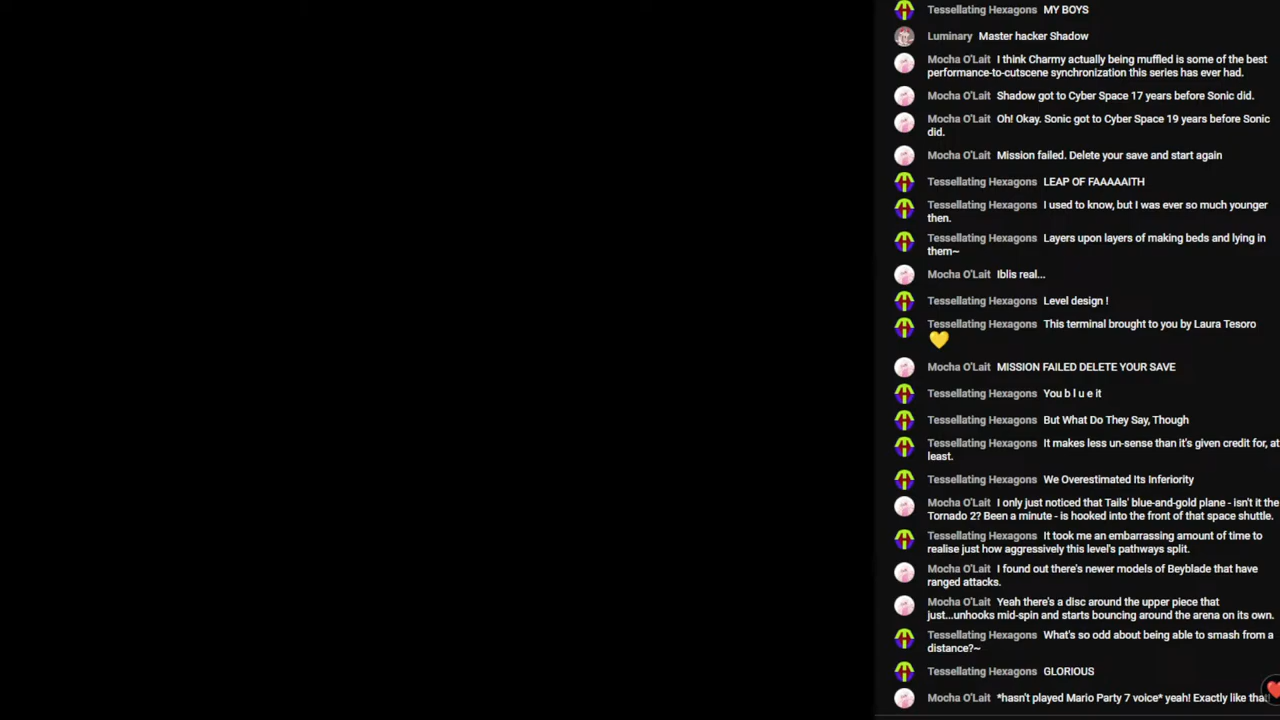 Tessellating Hexagons MY BOYS
Luminary Master hacker Shadow
Mocha O'Lait I think Charmy actually being muffled is some of the best
performance-to-cutscene synchronization this series has ever had.
Mocha O'Lait Shadow got to Cyber Space 17 years before Sonic did.
Mocha O'Lait Oh! Okay. Sonic got to Cyber Space 19 years before Sonic
did.
Mocha O'Lait Mission failed. Delete your save and start again
Tessellating Hexagons LEAP OF FAAAAAITH
Tessellating Hexagons I used to know, but I was ever so much younger
then.
Tessellating Hexagons Layers upon layers of making beds and lying in
them~
Mocha O'Lait Iblis real...
Tessellating Hexagons Level design !
Tessellating Hexagons This terminal brought to you by Laura Tesoro
💛
Mocha O'Lait MISSION FAILED DELETE YOUR SAVE
Tessellating Hexagons You b l u e it
Tessellating Hexagons But What Do They Say, Though
Tessellating Hexagons It makes less un-sense than it's given credit for, at
least.
Tessellating Hexagons We Overestimated Its Inferiority
Mocha O'Lait I only just noticed that Tails' blue-and-gold plane - isn't it the
Tornado 2? Been a minute - is hooked into the front of that space shuttle.
Tessellating Hexagons It took me an embarrassing amount of time to
realise just how aggressively this level's pathways split.
Mocha O'Lait I found out there's newer models of Beyblade that have
ranged attacks.
Mocha O'Lait Yeah there's a disc around the upper piece that
just...unhooks mid-spin and starts bouncing around the arena on its own.
Tessellating Hexagons What's so odd about being able to smash from a
distance?~
Tessellating Hexagons GLORIOUS
Mocha O'Lait *hasn't played Mario Party 7 voice* yeah! Exactly like that